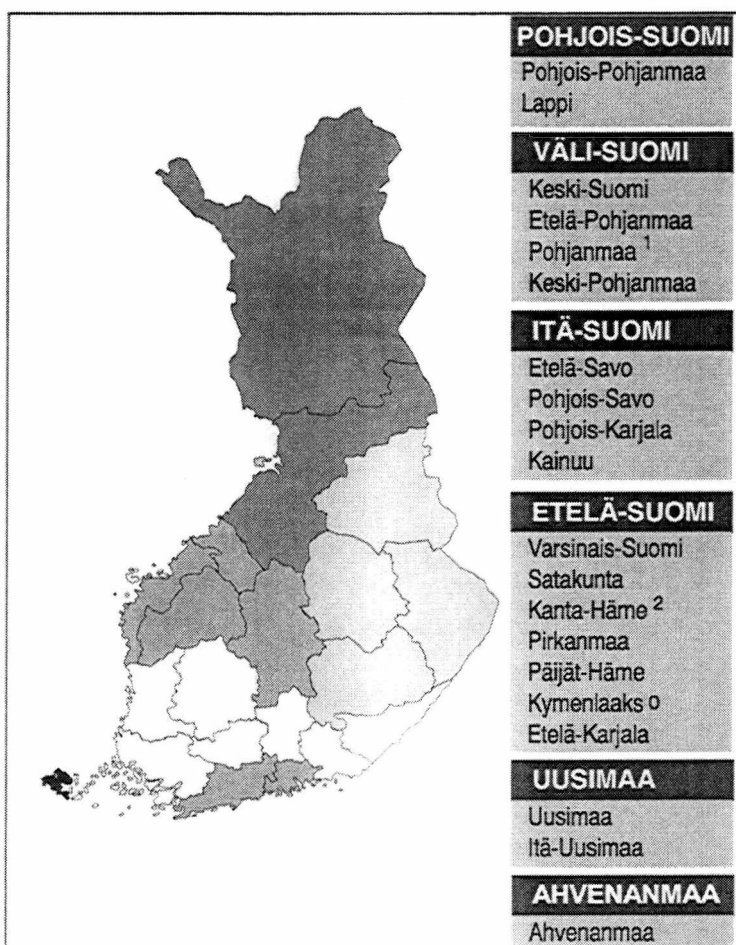 POHJOIS-SUOMI
Pohjois-Pohjanmaa
Lappi
VÄLI-SUOMI
Keski-Suomi
Etelä-Pohjanmaa
Pohjanmaa 1
Keski-Pohjanmaa
ITÄ-SUOMI
Etelä-Savo
Pohjois-Savo
Pohjois-Karjala
Kainuu
ETELÄ-SUOMI
Varsinais-Suomi
Satakunta
Kanta-Häme 2
Pirkanmaa
Päijät-Häme
Kymenlaaks o
Etelä-Karjala
UUSIMAA
Uusimaa
Itä-Uusimaa
AHVENANMAA
Ahvenanmaa